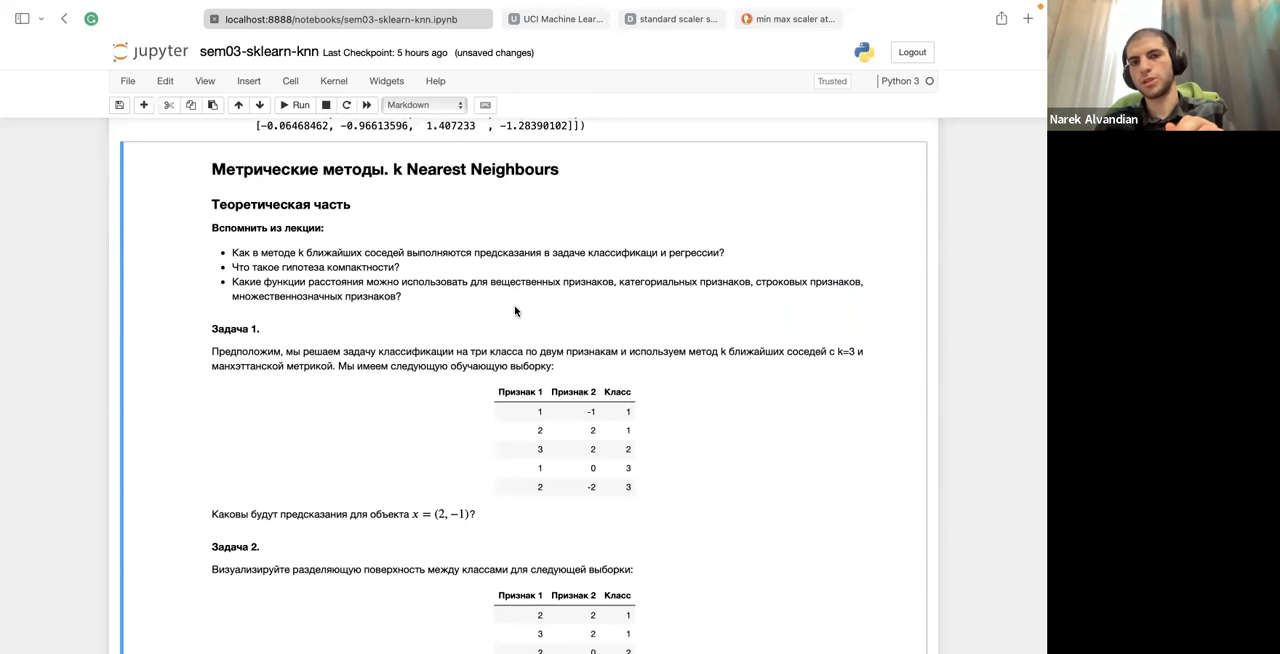 localhost:8888/notebooks/sem03-sklearn-knn.ipynb
UCI Machine Lear...
standard scaler s...
min max scaler at...
jupyter sem03-sklearn-knn Last Checkpoint: 5 hours ago (unsaved changes)
Logout
File Edit View Insert Cell Kernel Widgets Help
Trusted
Python 3
Run
Markdown
[-0.06468462, -0.96613596, 1.407233 , -1.28390102]])
Метрические методы. k Nearest Neighbours
Теоретическая часть
Вспомнить из лекции:
Как в методе k ближайших соседей выполняются предсказания в задаче классификаци и регрессии?
Что такое гипотеза компактности?
Какие функции расстояния можно использовать для вещественных признаков, категориальных признаков, строковых признаков,
множественнозначных признаков?
Задача 1.
Предположим, мы решаем задачу классификации на три класса по двум признакам и используем метод k ближайших соседей с k=3 и
манхэттанской метрикой. Мы имеем следующую обучающую выборку:
Признак 1 Признак 2 Класс
1 -1 1
2 2 1
3 2 2
1 0 3
2 -2 3
Каковы будут предсказания для объекта x = (2, −1)?
Задача 2.
Визуализируйте разделяющую поверхность между классами для следующей выборки:
Признак 1 Признак 2 Класс
2 2 1
3 2 1
2 0 2
Narek Alvandian